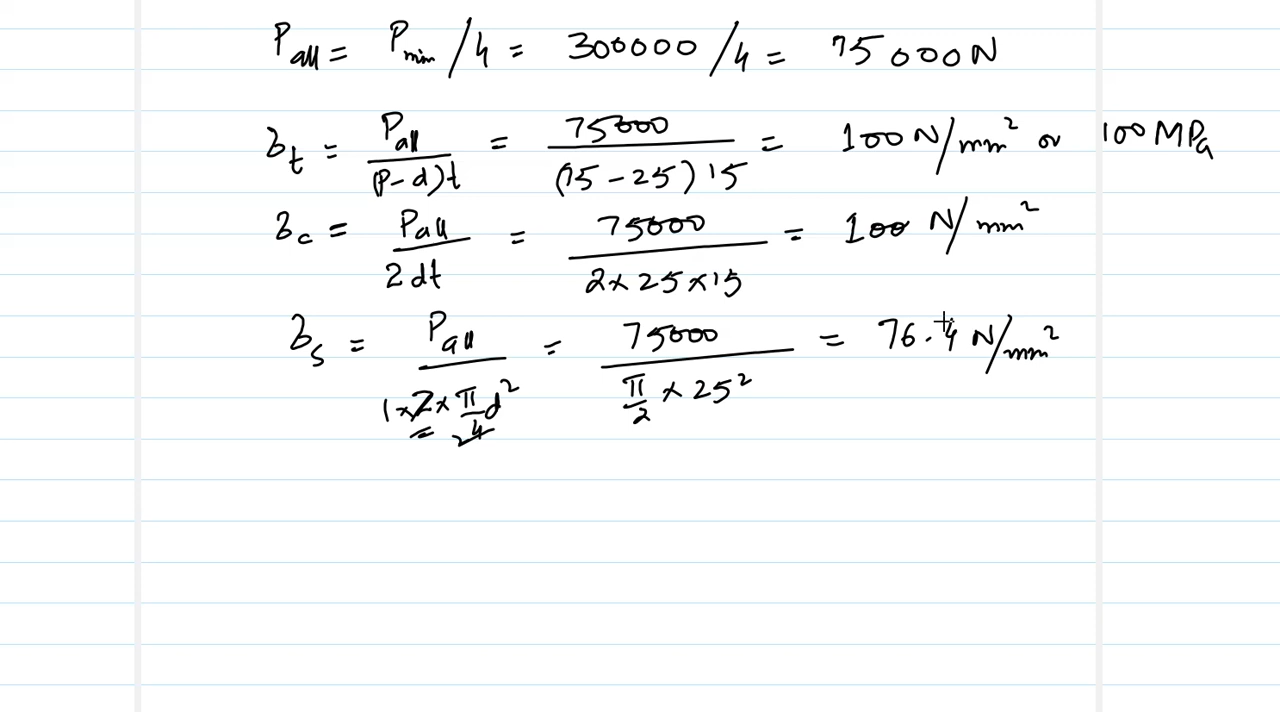 P_all = P_min / 4 = 300000 / 4 = 75000 N
σ_t = P_all / (P - d) t = 75000 / (75 - 25) 15 = 100 N/mm² or 100 MPa
σ_c = P_all / 2dt = 75000 / 2 × 25 × 15 = 100 N/mm²
σ_s = P_all / 1 × 2 × π/4 d² = 75000 / π/2 × 25² = 76.4 N/mm²
2